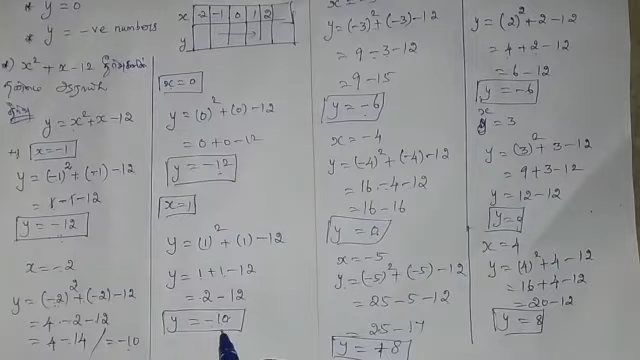 * y = 0
* y = -ve numbers
x² + x - 12
y = x² + x - 12
x = -1
y = (-1)² + (-1) - 12
= 1 - 1 - 12
y = -12
x = -2
y = (-2)² + (-2) - 12
= 4 - 2 - 12
= 4 - 14 / = -10
x -2 -1 0 1 2
y
x = 0
y = (0)² + (0) - 12
= 0 + 0 - 12
y = -12
x = 1
y = (1)² + (1) - 12
y = 1 + 1 - 12
= 2 - 12
y = -10
y = (-3)² + (-3) - 12
= 9 - 3 - 12
= 9 - 15
y = -6
x = -4
y = (-4)² + (-4) - 12
= 16 - 4 - 12
= 16 - 16
y = 0
x = -5
y = (-5)² + (-5) - 12
= 25 - 5 - 12
= 25 - 17
y = +8
y = (2)² + 2 - 12
= 4 + 2 - 12
= 6 - 12
y = -6
x = 3
y = (3)² + 3 - 12
= 9 + 3 - 12
y = 12 - 12
y = 0
x = 4
y = (4)² + 4 - 12
= 16 + 4 - 12
= 20 - 12
y = 8